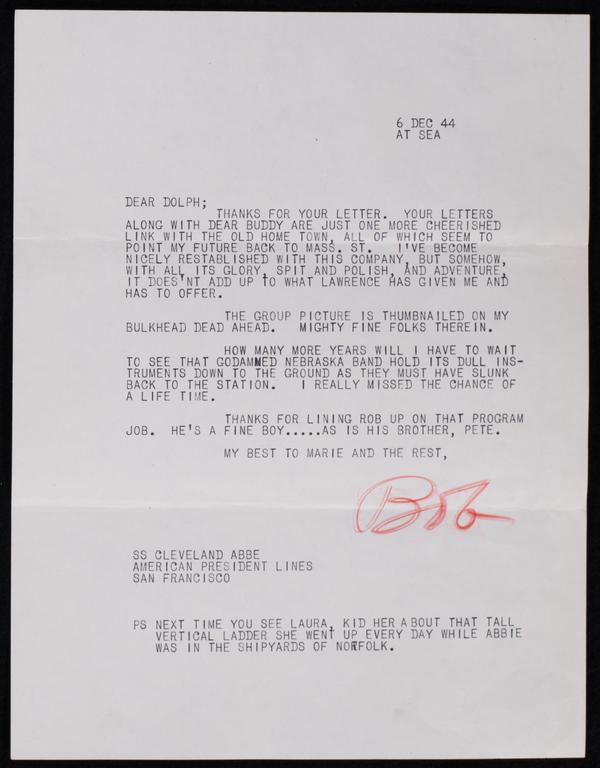 6 DEC 44
AT SEA
DEAR DOLPH;
THANKS FOR YOUR LETTER. YOUR LETTERS
ALONG WITH DEAR BUDDY ARE JUST ONE MORE CHEERISHED
LINK WITH THE OLD HOME TOWN, ALL OF WHICH SEEM TO
POINT MY FUTURE BACK TO MASS. ST. I'VE BECOME
NICELY RESTABLISHED WITH THIS COMPANY, BUT SOMEHOW,
WITH ALL ITS GLORY, SPIT AND POLISH, AND ADVENTURE,
IT DOES'NT ADD UP TO WHAT LAWRENCE HAS GIVEN ME AND
HAS TO OFFER.
THE GROUP PICTURE IS THUMBNAILED ON MY
BULKHEAD DEAD AHEAD. MIGHTY FINE FOLKS THEREIN.
HOW MANY MORE YEARS WILL I HAVE TO WAIT
TO SEE THAT GODAMMED NEBRASKA BAND HOLD ITS DULL INS-
TRUMENTS DOWN TO THE GROUND AS THEY MUST HAVE SLUNK
BACK TO THE STATION. I REALLY MISSED THE CHANCE OF
A LIFE TIME.
THANKS FOR LINING ROB UP ON THAT PROGRAM
JOB. HE'S A FINE BOY.....AS IS HIS BROTHER, PETE.
MY BEST TO MARIE AND THE REST,
Bob
SS CLEVELAND ABBE
AMERICAN PRESIDENT LINES
SAN FRANCISCO
PS NEXT TIME YOU SEE LAURA, KID HER ABOUT THAT TALL
VERTICAL LADDER SHE WENT UP EVERY DAY WHILE ABBIE
WAS IN THE SHIPYARDS OF NORFOLK.